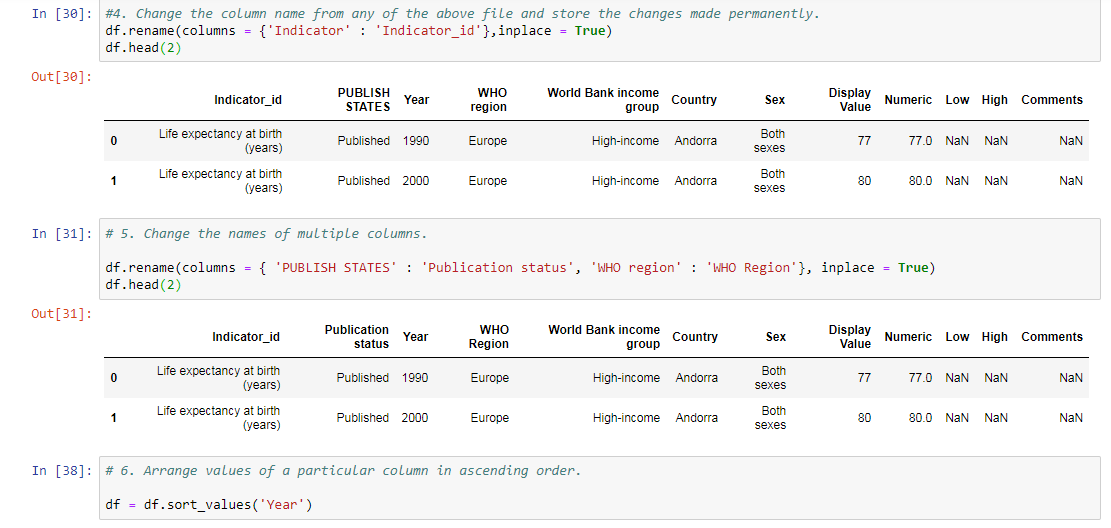 In [30]: #4. Change the column name from any of the above file and store the changes made permanently.
df.rename(columns = {'Indicator' : 'Indicator_id'},inplace = True)
df.head(2)
Out[30]:
Indicator_id PUBLISH STATES Year WHO region World Bank income group Country Sex Display Value Numeric Low High Comments
0 Life expectancy at birth (years) Published 1990 Europe High-income Andorra Both sexes 77 77.0 NaN NaN NaN
1 Life expectancy at birth (years) Published 2000 Europe High-income Andorra Both sexes 80 80.0 NaN NaN NaN
In [31]: # 5. Change the names of multiple columns.
df.rename(columns = { 'PUBLISH STATES' : 'Publication status', 'WHO region' : 'WHO Region'}, inplace = True)
df.head(2)
Out[31]:
Indicator_id Publication status Year WHO Region World Bank income group Country Sex Display Value Numeric Low High Comments
0 Life expectancy at birth (years) Published 1990 Europe High-income Andorra Both sexes 77 77.0 NaN NaN NaN
1 Life expectancy at birth (years) Published 2000 Europe High-income Andorra Both sexes 80 80.0 NaN NaN NaN
In [38]: # 6. Arrange values of a particular column in ascending order.
df = df.sort_values('Year')